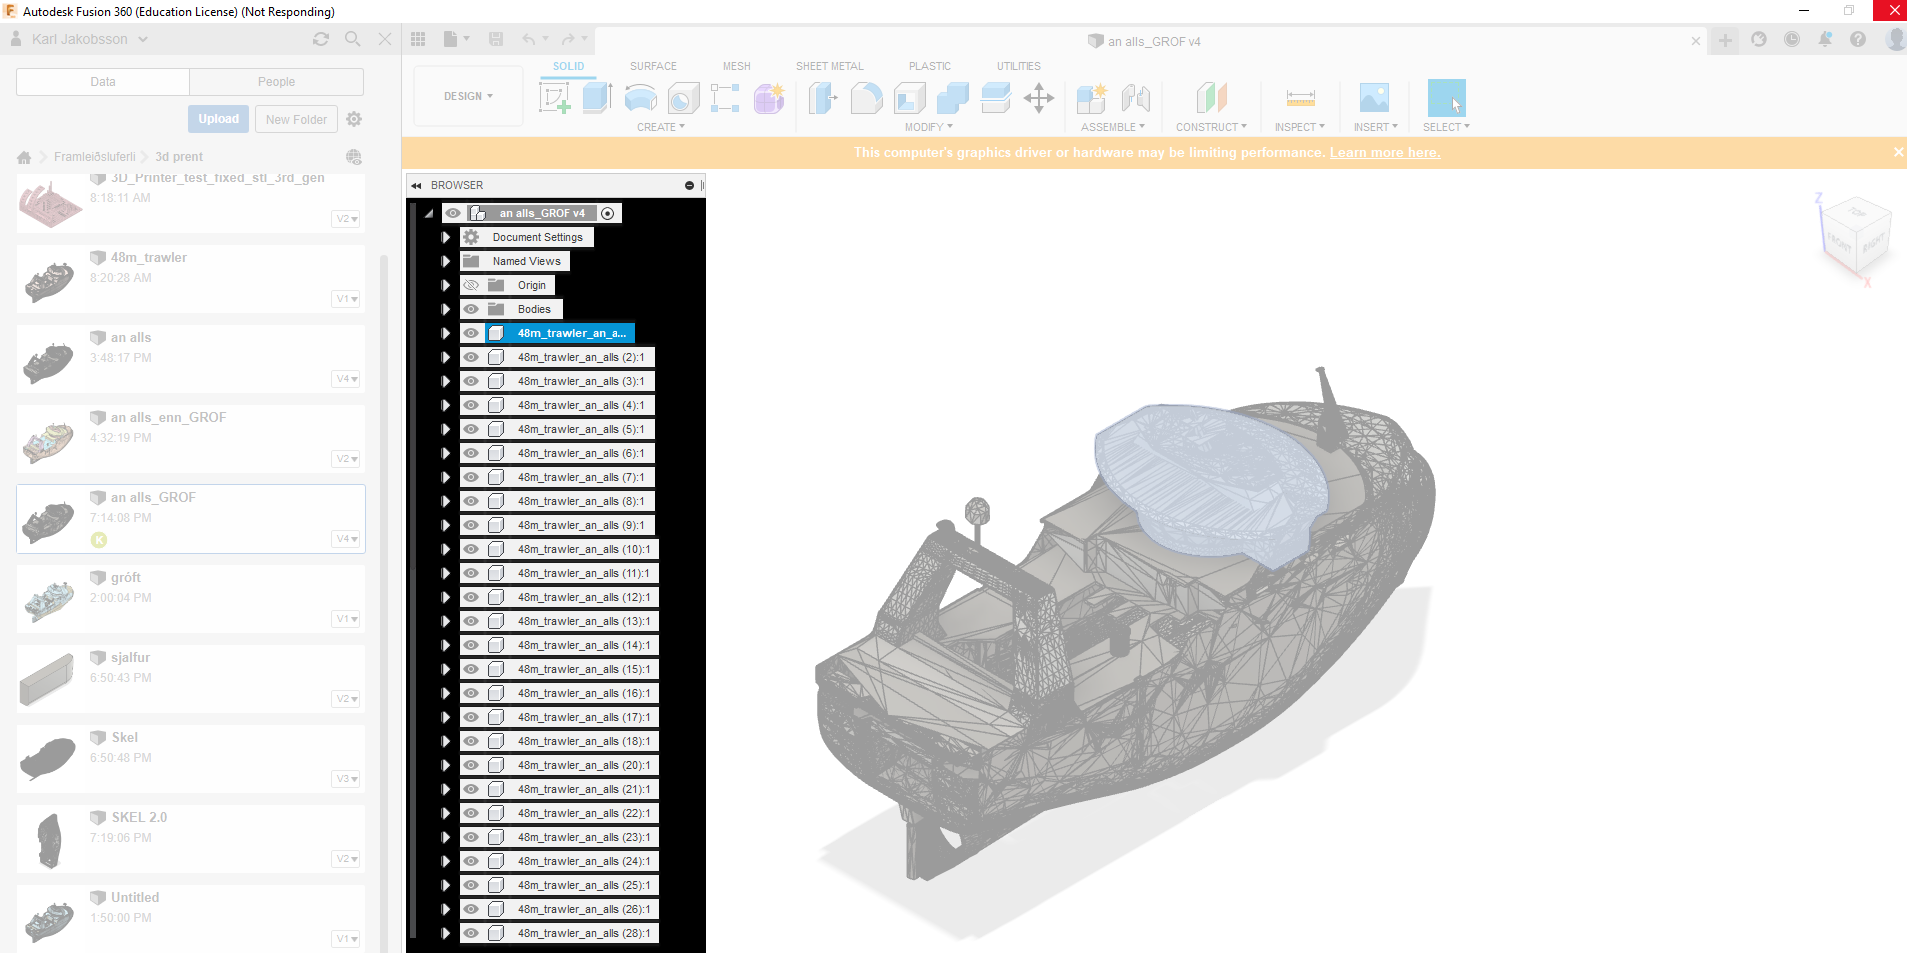 Autodesk Fusion 360 (Education License) (Not Responding)
Karl Jakobsson
Data
People
Upload
New Folder
Framleiðsluferli
3d prent
3D_Printer_test_fixed_stl_3rd_gen
8:18:11 AM
V2
48m_trawler
8:20:28 AM
V1
an alls
3:48:17 PM
V4
an alls_enn_GROF
4:32:19 PM
V2
an alls_GROF
7:14:08 PM
K
V4
gróft
2:00:04 PM
V1
sjalfur
6:50:43 PM
V2
Skel
6:50:48 PM
V3
SKEL 2.0
7:19:06 PM
V2
Untitled
1:50:00 PM
V1
an alls_GROF v4
DESIGN
SOLID
SURFACE
MESH
SHEET METAL
PLASTIC
UTILITIES
CREATE
MODIFY
ASSEMBLE
CONSTRUCT
INSPECT
INSERT
SELECT
This computer's graphics driver or hardware may be limiting performance. Learn more here.
BROWSER
an alls_GROF v4
Document Settings
Named Views
Origin
Bodies
48m_trawler_an_a...
48m_trawler_an_alls (2):1
48m_trawler_an_alls (3):1
48m_trawler_an_alls (4):1
48m_trawler_an_alls (5):1
48m_trawler_an_alls (6):1
48m_trawler_an_alls (7):1
48m_trawler_an_alls (8):1
48m_trawler_an_alls (9):1
48m_trawler_an_alls (10):1
48m_trawler_an_alls (11):1
48m_trawler_an_alls (12):1
48m_trawler_an_alls (13):1
48m_trawler_an_alls (14):1
48m_trawler_an_alls (15):1
48m_trawler_an_alls (16):1
48m_trawler_an_alls (17):1
48m_trawler_an_alls (18):1
48m_trawler_an_alls (20):1
48m_trawler_an_alls (21):1
48m_trawler_an_alls (22):1
48m_trawler_an_alls (23):1
48m_trawler_an_alls (24):1
48m_trawler_an_alls (25):1
48m_trawler_an_alls (26):1
48m_trawler_an_alls (28):1
Z
TOP
FRONT
RIGHT
X